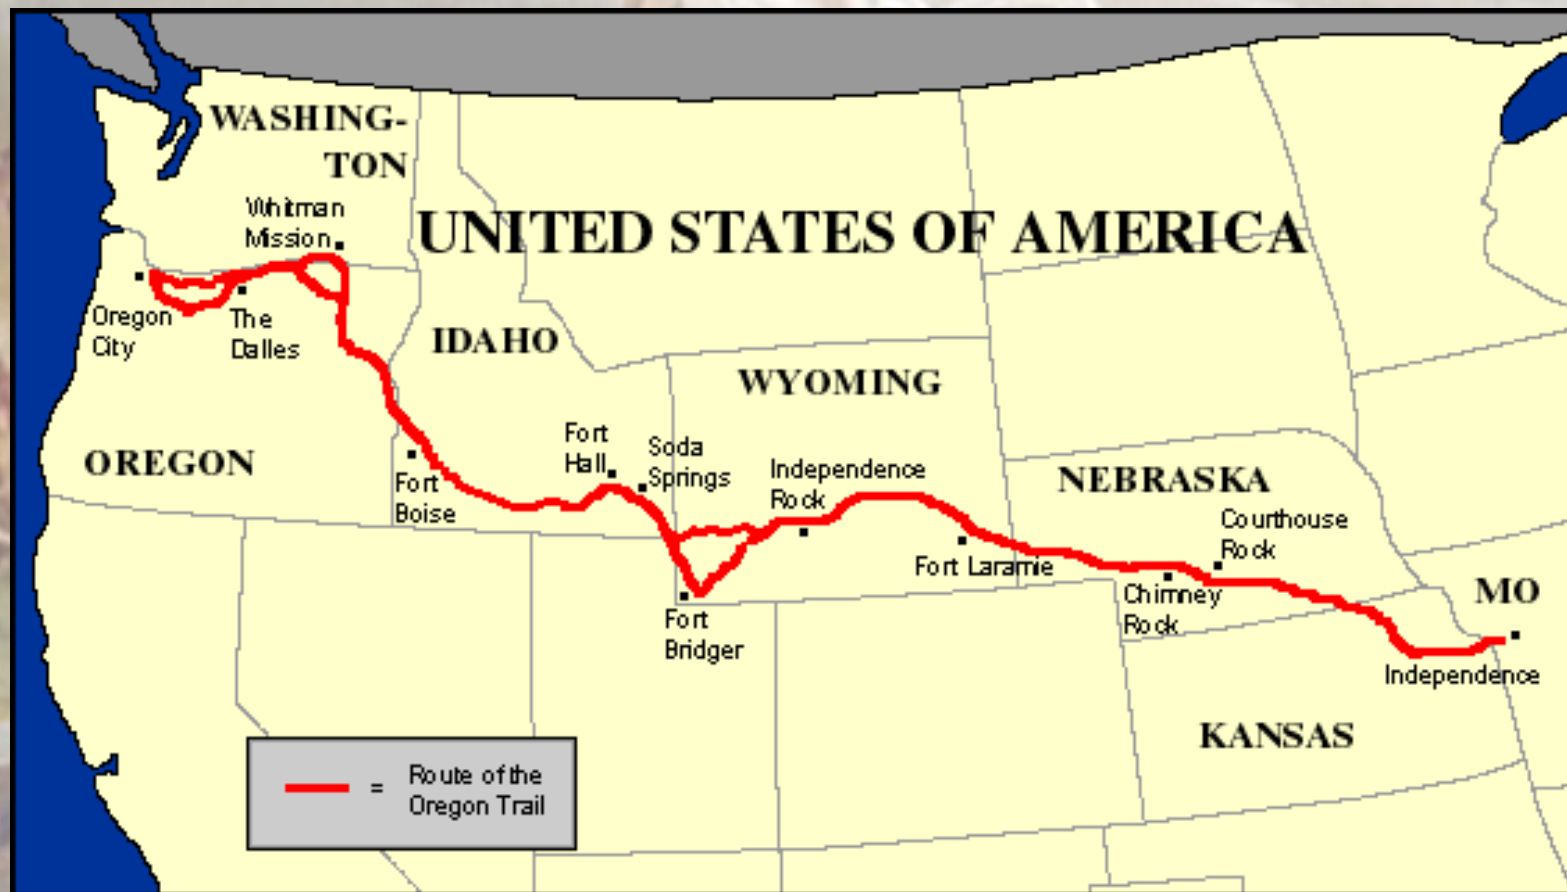 WASHING-
TON
Whitman
Mission
UNITED STATES OF AMERICA
Oregon
City
The
Dalles
IDAHO
WYOMING
OREGON
Fort
Hall
Soda
Springs
Independence
Rock
NEBRASKA
Fort
Boise
Courthouse
Rock
Fort Laramie
Chimney
Rock
MO
Fort
Bridger
Independence
KANSAS
= Route of the
Oregon Trail